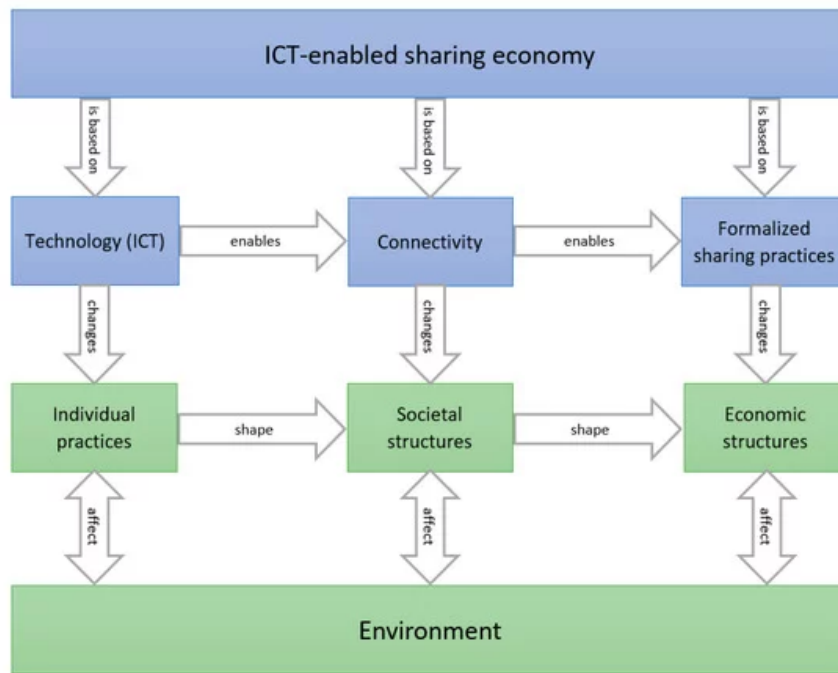 ICT-enabled sharing economy
is based on
is based on
is based on
Technology (ICT)
enables
Connectivity
enables
Formalized
sharing practices
changes
changes
changes
Individual
practices
shape
Societal
structures
shape
Economic
structures
affect
affect
affect
Environment